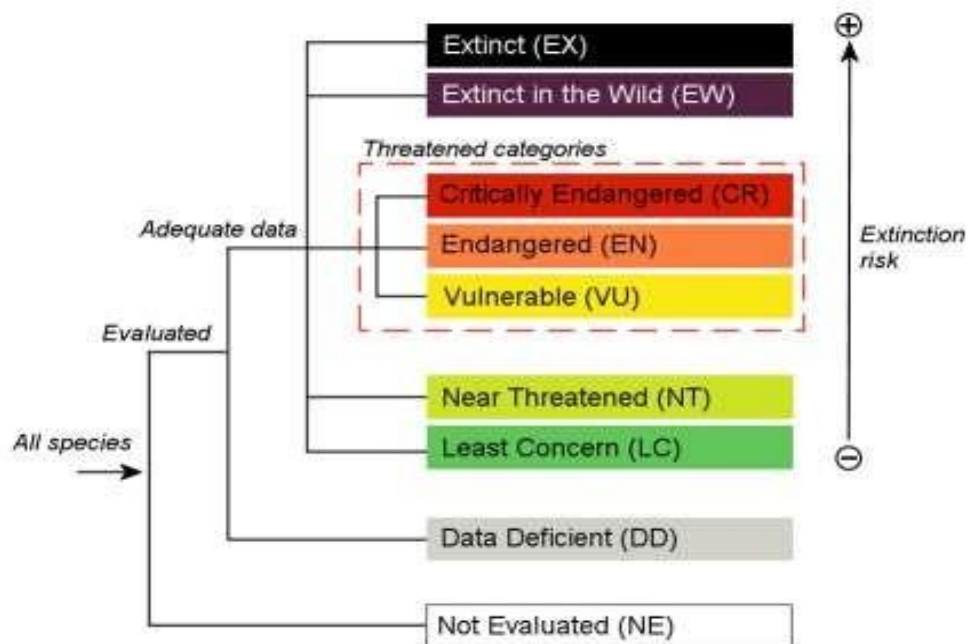 Extinct (EX)
Extinct in the Wild (EW)
Threatened categories
Critically Endangered (CR)
Adequate data
Endangered (EN)
Extinction
risk
Vulnerable (VU)
Evaluated
Near Threatened (NT)
All species
Least Concern (LC)
Data Deficient (DD)
Not Evaluated (NE)